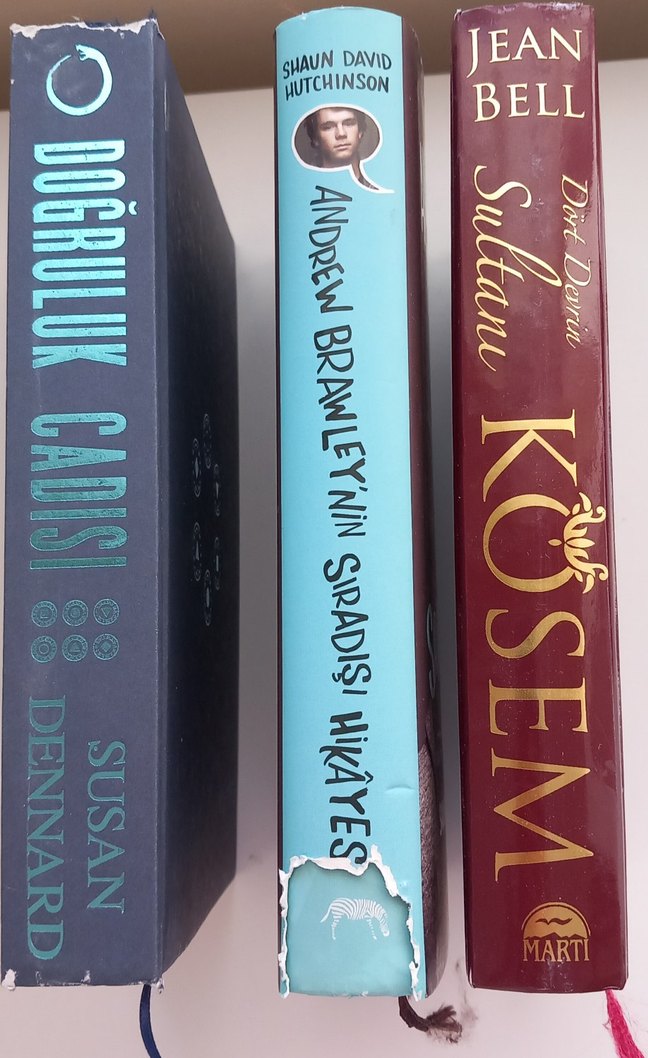 DOĞRULUK CADISI
SUSAN
DENNARD
SHAUN DAVID
HUTCHINSON
ANDREW BRAWLEY'NİN SIRADIŞI HİKÂYES
JEAN
BELL
Dört Devrin
Sultanı
KÖSEM
MARTI